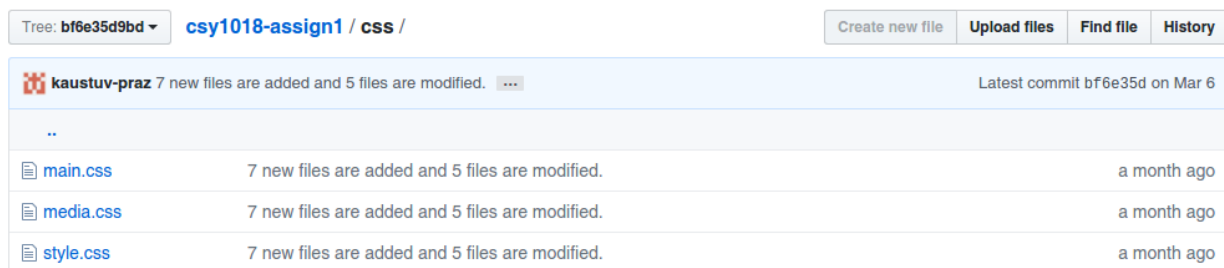 Tree: bf6e35d9bd csy1018-assign1 / css / Create new file Upload files Find file History
kaustuv-praz 7 new files are added and 5 files are modified. ... Latest commit bf6e35d on Mar 6
..
main.css 7 new files are added and 5 files are modified. a month ago
media.css 7 new files are added and 5 files are modified. a month ago
style.css 7 new files are added and 5 files are modified. a month ago